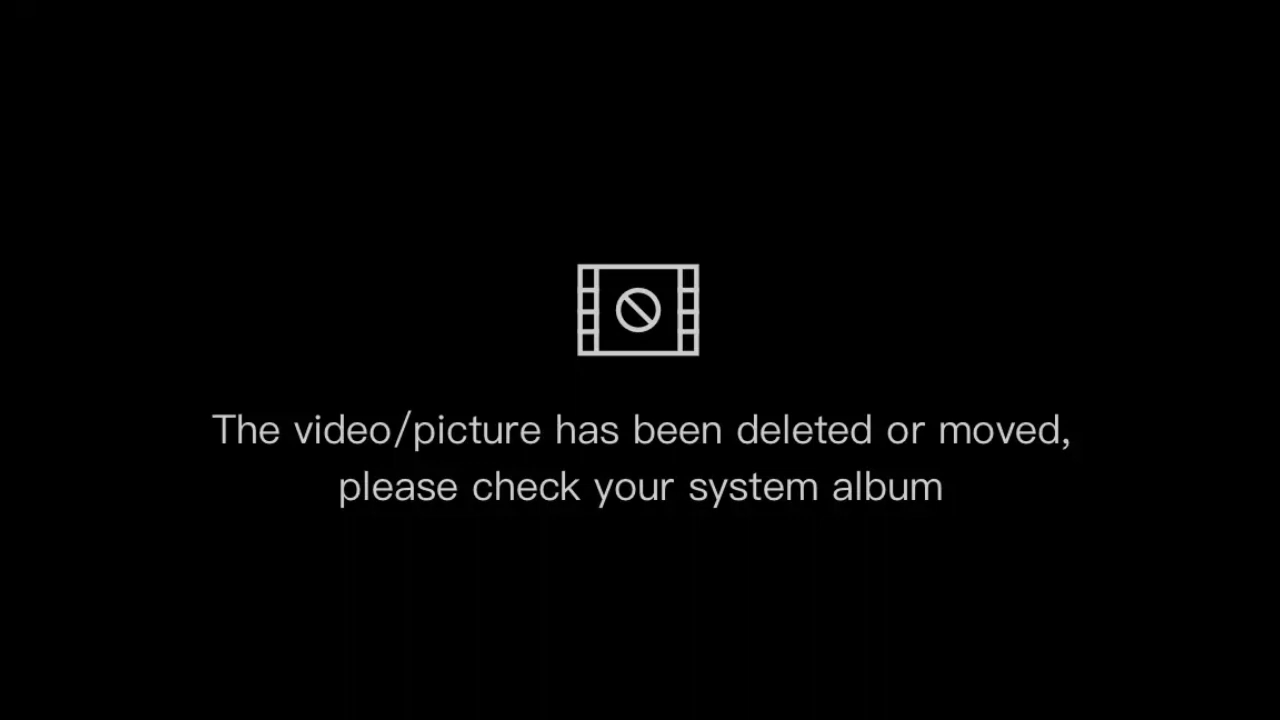 The video/picture has been deleted or moved,
please check your system album